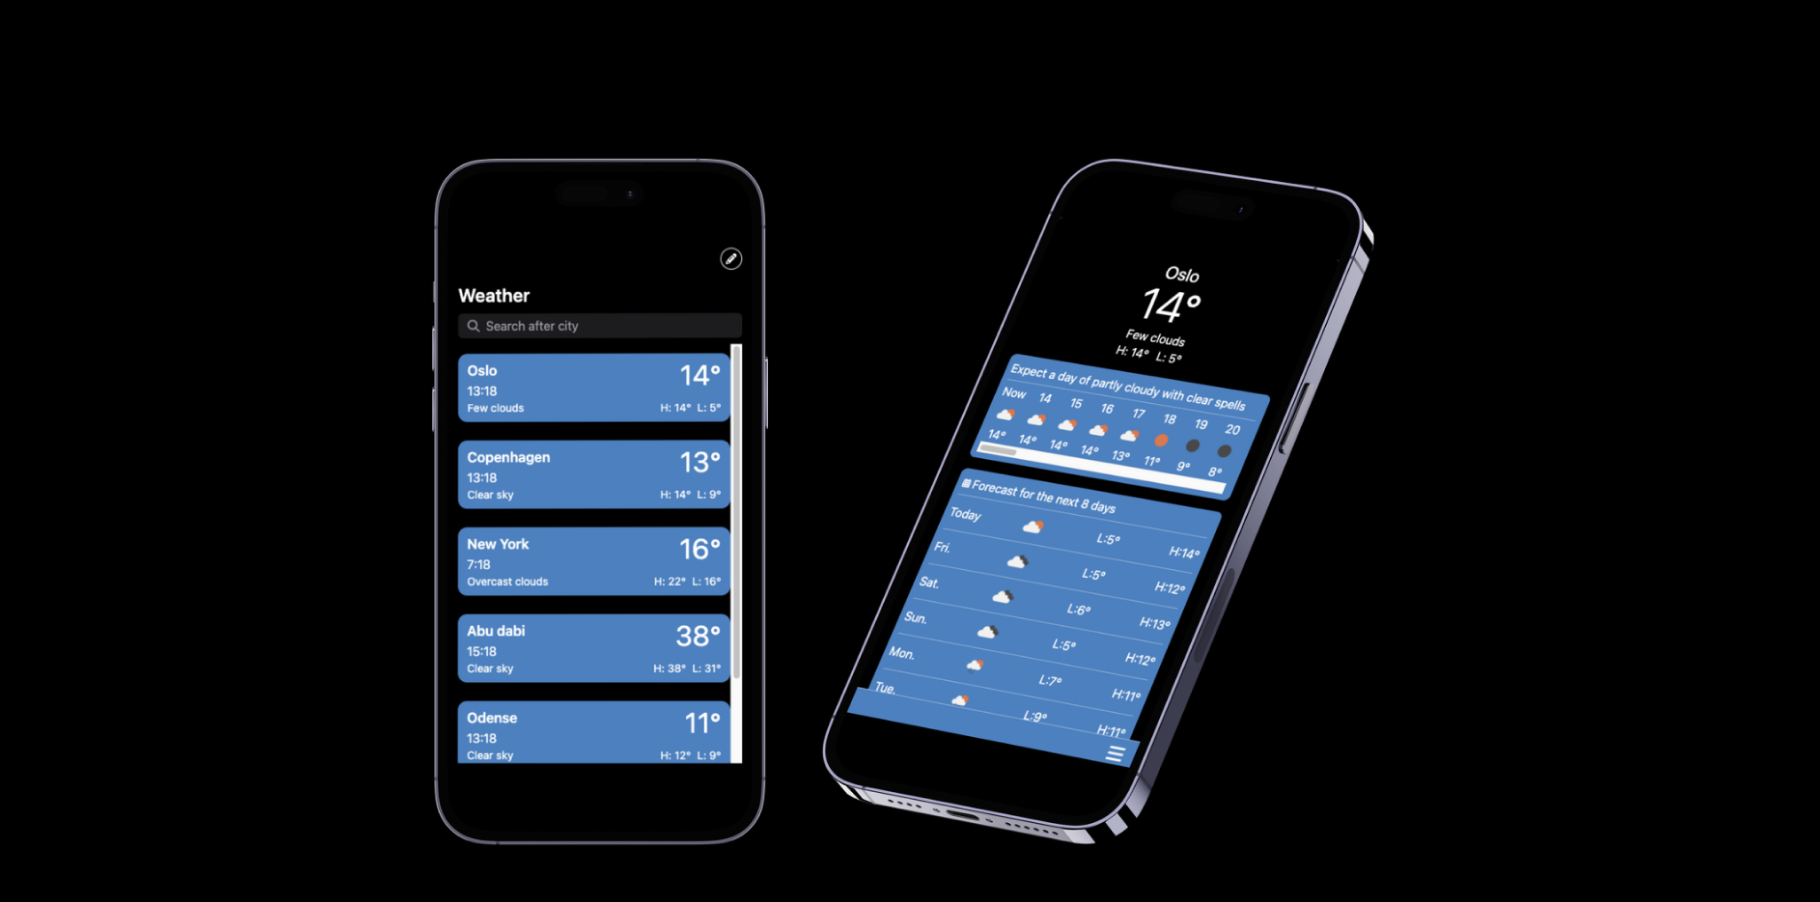 Weather
Search after city
Oslo 14°
13:18
Few clouds H: 14° L: 5°
Copenhagen 13°
13:18
Clear sky H: 14° L: 9°
New York 16°
7:18
Overcast clouds H: 22° L: 16°
Abu dabi 38°
15:18
Clear sky H: 38° L: 31°
Odense 11°
13:18
Clear sky H: 12° L: 9°
Oslo
14°
Few clouds
H: 14° L: 5°
Expect a day of partly cloudy with clear spells
Now 14 15 16 17 18 19 20
14° 14° 14° 14° 13° 11° 9° 8°
Forecast for the next 8 days
Today L:5° H:14°
Fri. L:5° H:12°
Sat. L:6° H:13°
Sun. L:5° H:12°
Mon. L:7° H:11°
Tue. L:9° H:11°